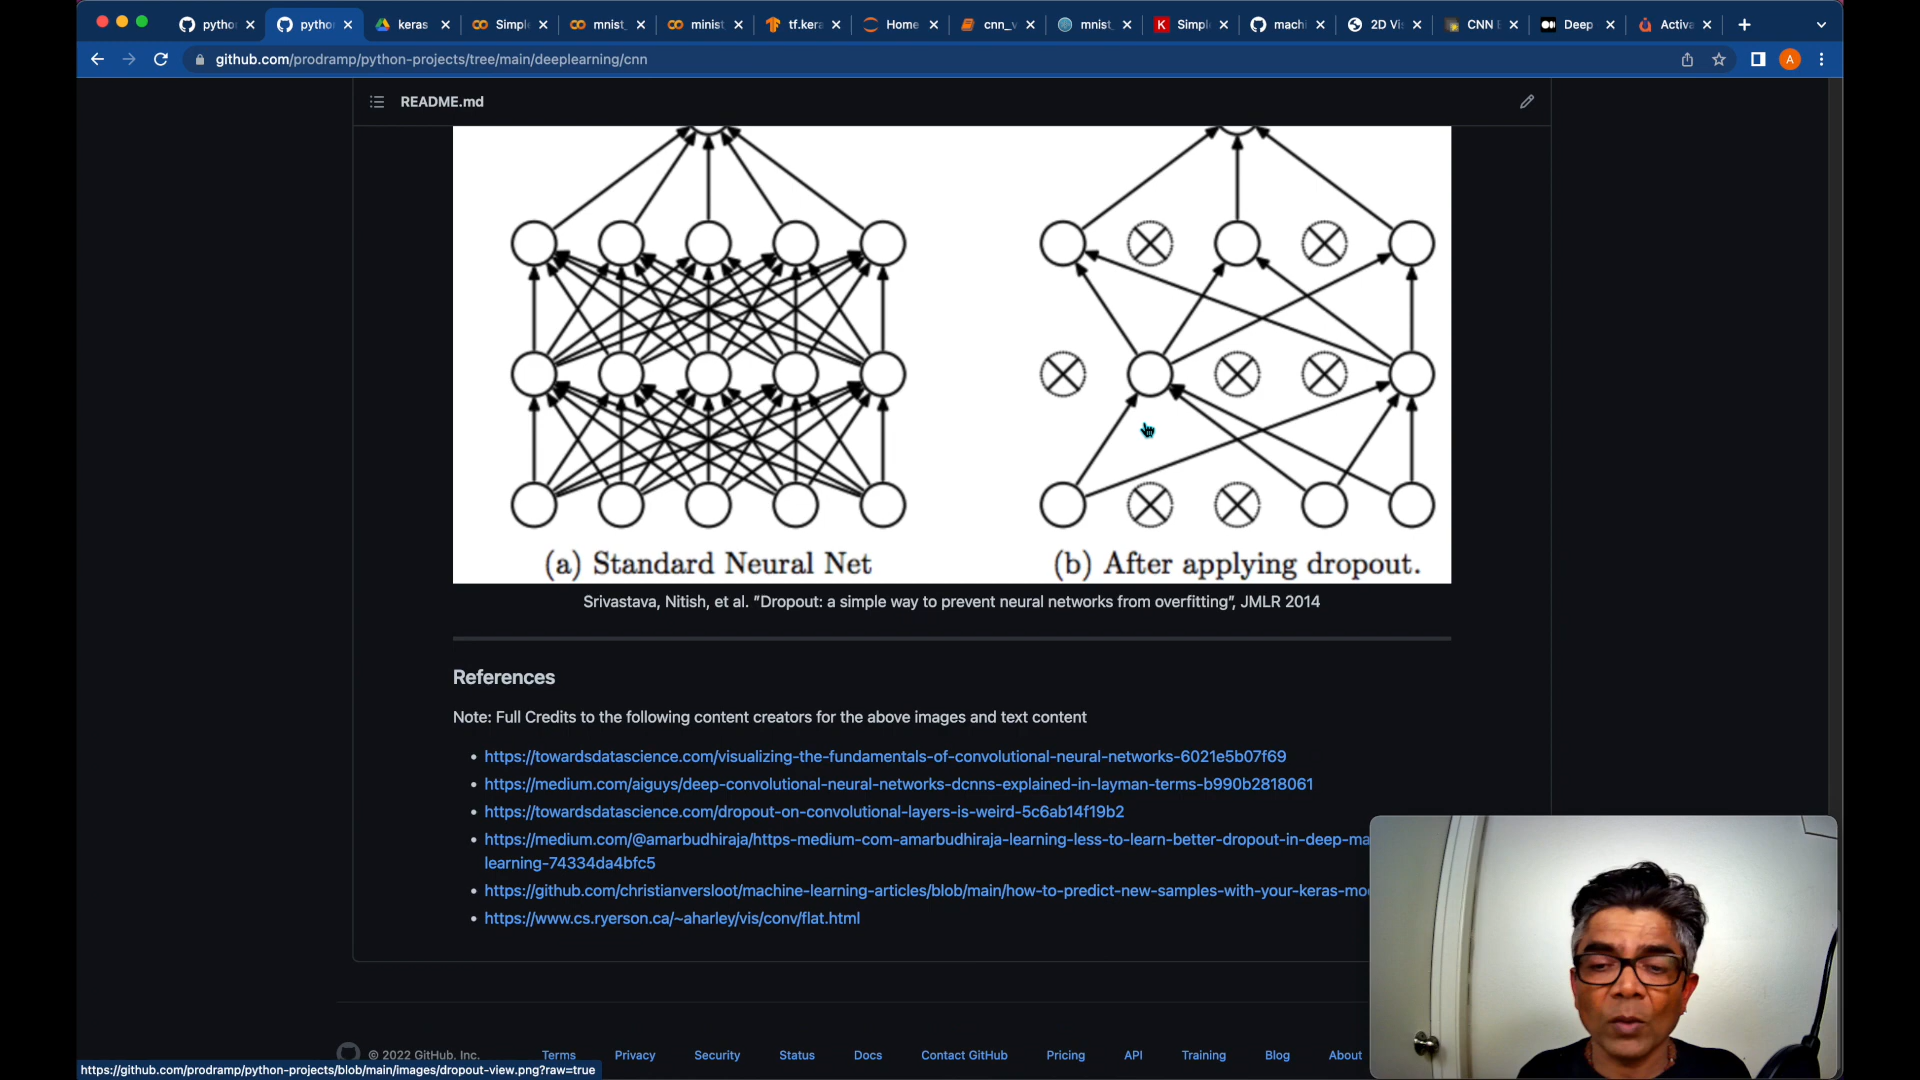 pytho
pytho
keras
Simpl
mnist_
minist
tf.kera
Home
cnn_v
mnist_
K Simpl
machi
2D Vi
CNN E
Deep
Activa
github.com/prodramp/python-projects/tree/main/deeplearning/cnn
A
README.md
(a) Standard Neural Net
(b) After applying dropout.
Srivastava, Nitish, et al. "Dropout: a simple way to prevent neural networks from overfitting", JMLR 2014
References
Note: Full Credits to the following content creators for the above images and text content
https://towardsdatascience.com/visualizing-the-fundamentals-of-convolutional-neural-networks-6021e5b07f69
https://medium.com/aiguys/deep-convolutional-neural-networks-dcnns-explained-in-layman-terms-b990b2818061
https://towardsdatascience.com/dropout-on-convolutional-layers-is-weird-5c6ab14f19b2
https://medium.com/@amarbudhiraja/https-medium-com-amarbudhiraja-learning-less-to-learn-better-dropout-in-deep-ma
learning-74334da4bfc5
https://github.com/christianversloot/machine-learning-articles/blob/main/how-to-predict-new-samples-with-your-keras-mo
https://www.cs.ryerson.ca/~aharley/vis/conv/flat.html
© 2022 GitHub, Inc.
Terms
Privacy
Security
Status
Docs
Contact GitHub
Pricing
API
Training
Blog
About
https://github.com/prodramp/python-projects/blob/main/images/dropout-view.png?raw=true